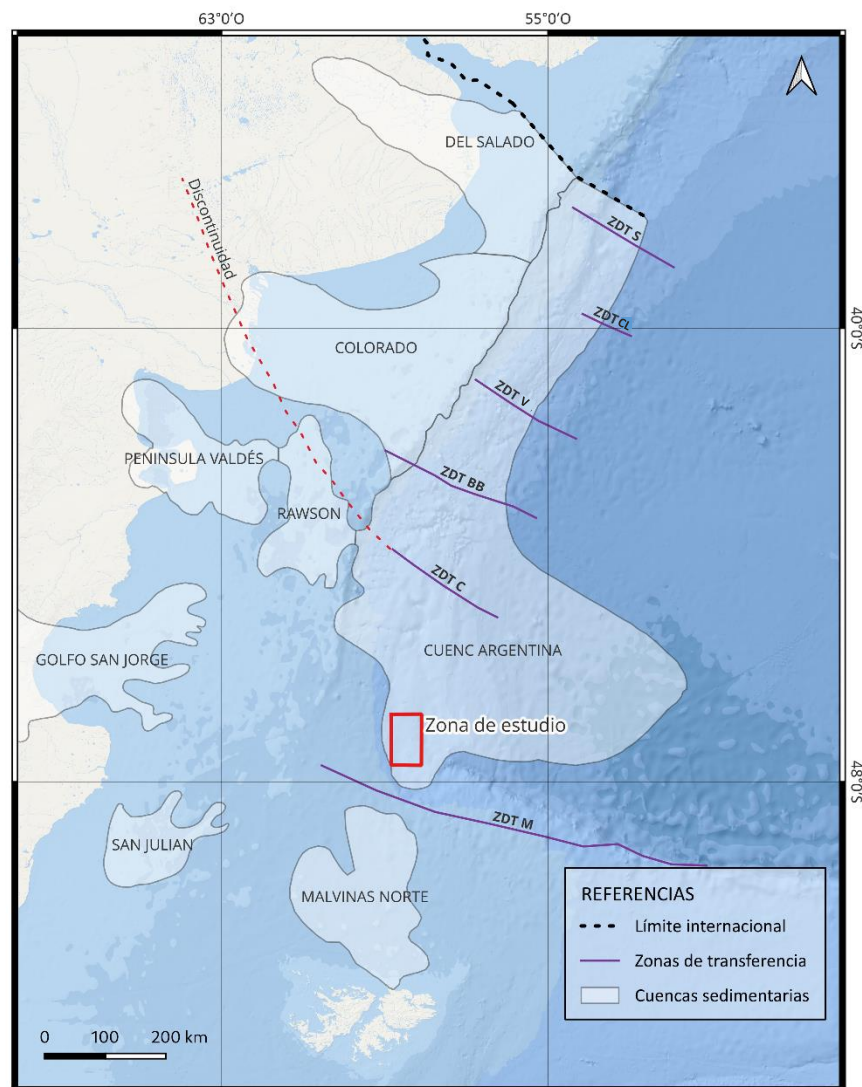 63°0'O
55°0'O
DEL SALADO
Discontinuidad
ZDT S
ZDT CL
40°0'S
COLORADO
ZDT V
PENINSULA VALDÉS
ZDT BB
RAWSON
ZDT C
CUENC ARGENTINA
GOLFO SAN JORGE
Zona de estudio
48°0'S
ZDT M
SAN JULIAN
MALVINAS NORTE
REFERENCIAS
Límite internacional
Zonas de transferencia
Cuencas sedimentarias
0 100 200 km